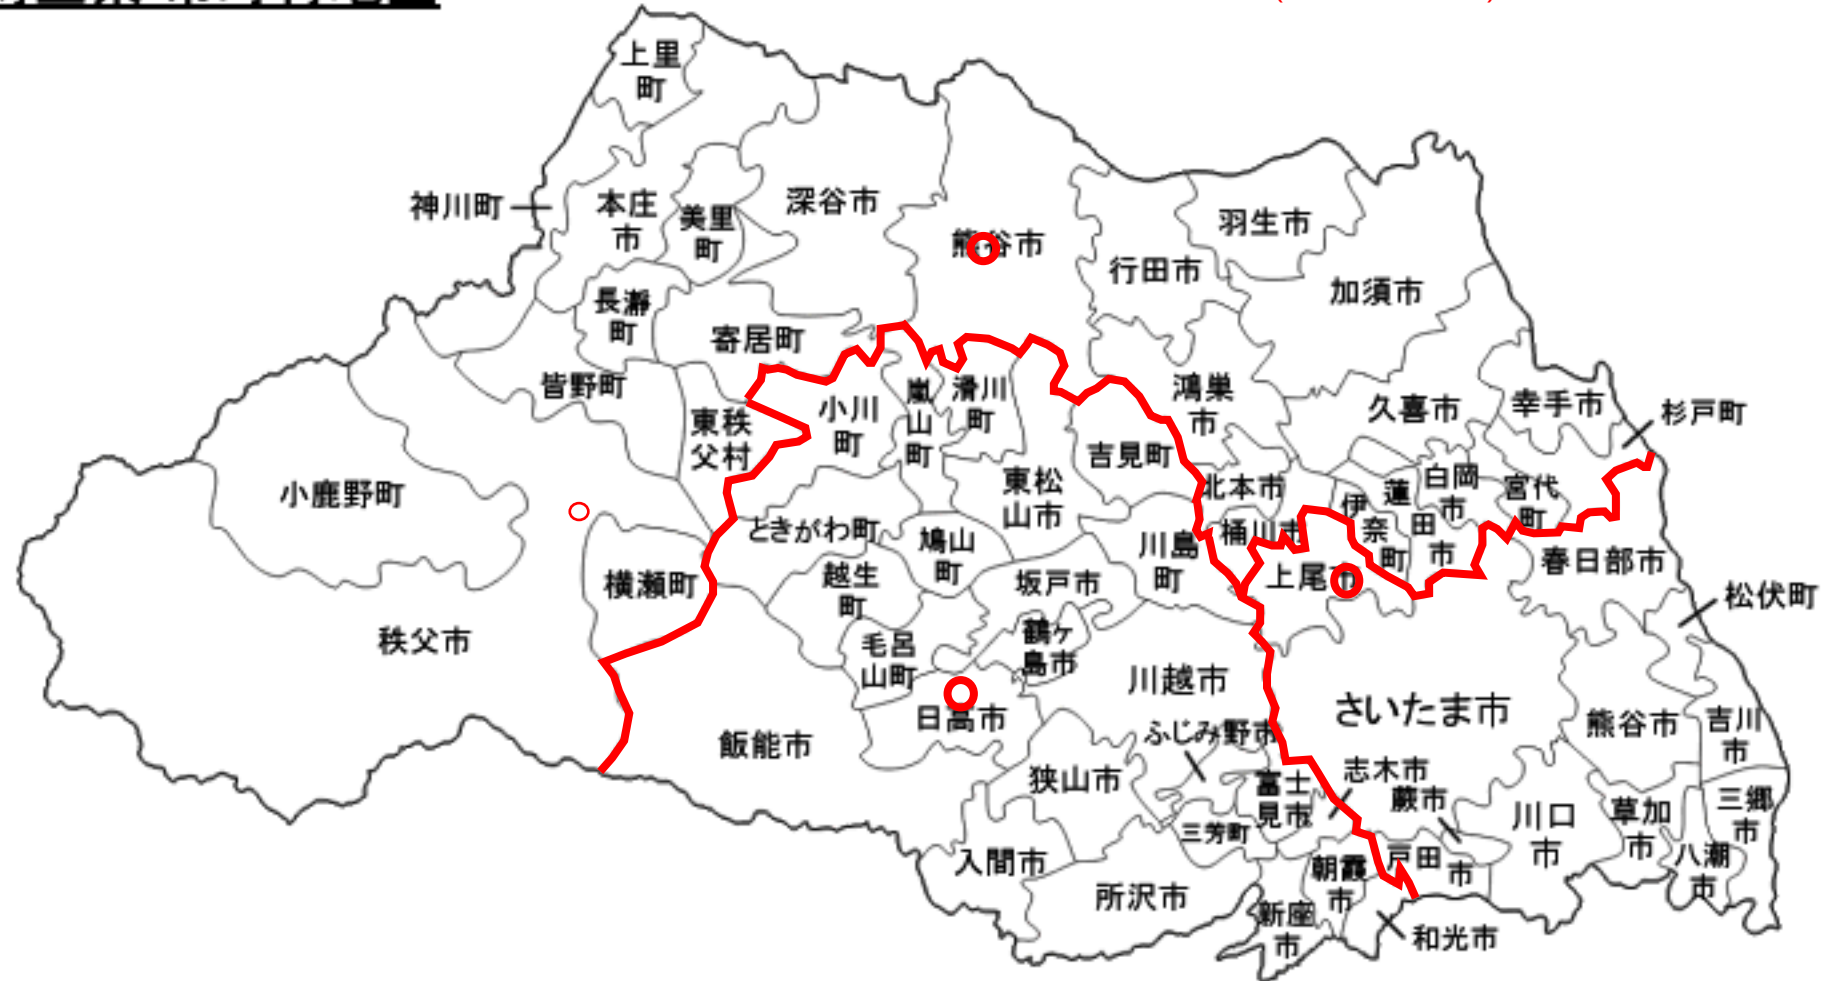 上里
町
神川町
本庄
市
美里
町
深谷市
熊谷市
行田市
羽生市
加須市
長瀞
町
寄居町
皆野町
東秩
父村
小川
町
嵐
山
町
滑川
町
吉見町
鴻巣
市
久喜市
幸手市
杉戸町
小鹿野町
東松
山市
北本市
桶川市
伊
奈
町
蓮
田
市
白岡
市
宮代
町
ときがわ町
鳩山
町
川島
町
上尾市
春日部市
松伏町
横瀬町
越生
町
坂戸市
秩父市
毛呂
山町
鶴ヶ
島市
川越市
日高市
飯能市
さいたま市
熊谷市
吉川
市
ふじみ野市
狭山市
富士
見市
志木市
蕨市
川口
市
草加
市
三郷
市
三芳町
入間市
所沢市
朝霞
市
戸田
市
八潮
市
新座
市
和光市